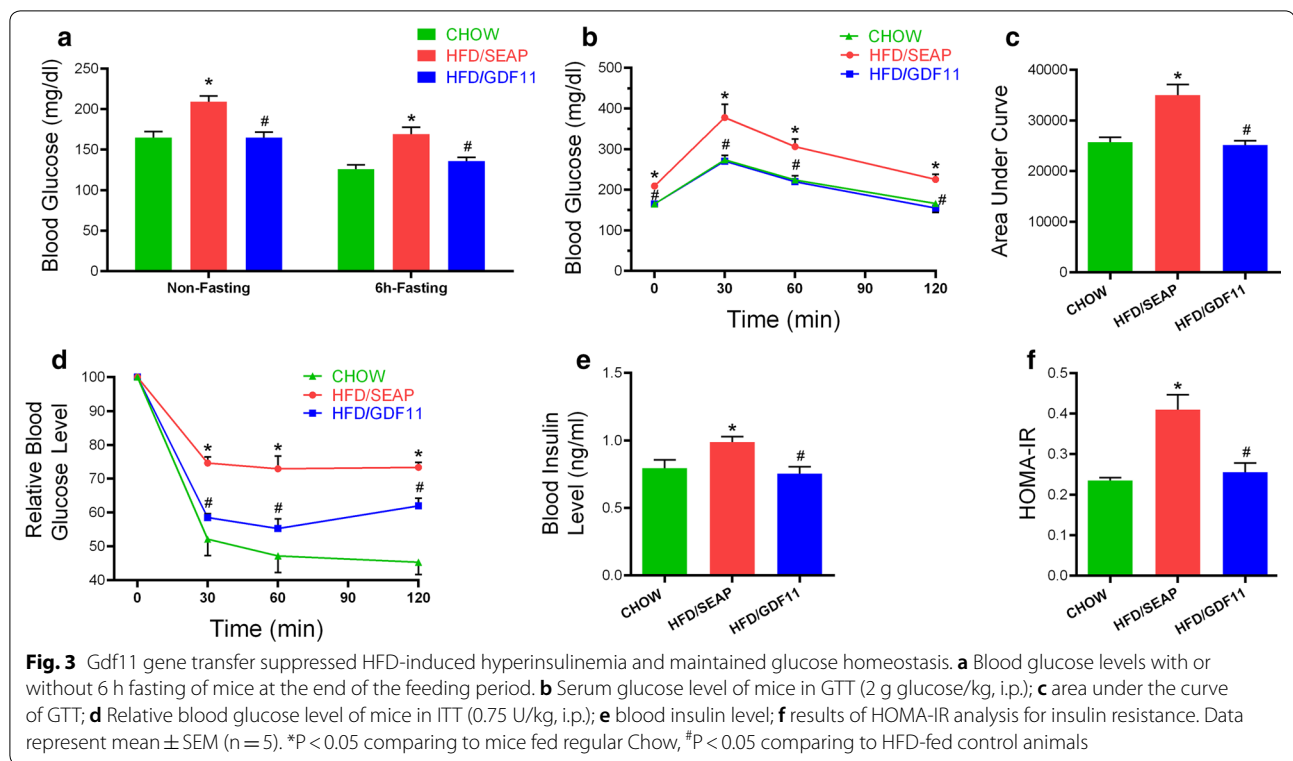 a
CHOW
HFD/SEAP
HFD/GDF11
Blood Glucose (mg/dl)
250
200
150
100
50
0
*
#
*
#
Non-Fasting
6h-Fasting
b
CHOW
HFD/SEAP
HFD/GDF11
Blood Glucose (mg/dl)
500
400
300
200
100
0
*
#
*
#
*
#
*
#
0
30
60
90
120
Time (min)
c
Area Under Curve
40000
30000
20000
10000
0
*
#
CHOW
HFD/SEAP
HFD/GDF11
d
CHOW
HFD/SEAP
HFD/GDF11
Relative Blood
Glucose Level
100
90
80
70
60
50
40
*
#
*
#
*
#
0
30
60
90
120
Time (min)
e
Blood Insulin
Level (ng/ml)
1.5
1.0
0.5
0.0
*
#
CHOW
HFD/SEAP
HFD/GDF11
f
HOMA-IR
0.5
0.4
0.3
0.2
0.1
0.0
*
#
CHOW
HFD/SEAP
HFD/GDF11
Fig. 3 Gdf11 gene transfer suppressed HFD-induced hyperinsulinemia and maintained glucose homeostasis. a Blood glucose levels with or
without 6 h fasting of mice at the end of the feeding period. b Serum glucose level of mice in GTT (2 g glucose/kg, i.p.); c area under the curve
of GTT; d Relative blood glucose level of mice in ITT (0.75 U/kg, i.p.); e blood insulin level; f results of HOMA-IR analysis for insulin resistance. Data
represent mean ± SEM (n = 5). *P < 0.05 comparing to mice fed regular Chow, #P < 0.05 comparing to HFD-fed control animals